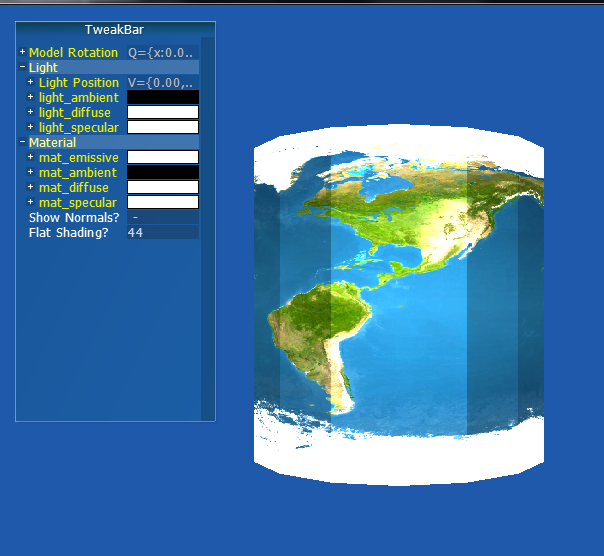 TweakBar
Model Rotation Q={x:0.0..
Light
Light Position V={0.00,..
light_ambient
light_diffuse
light_specular
Material
mat_emissive
mat_ambient
mat_diffuse
mat_specular
Show Normals? -
Flat Shading? 44